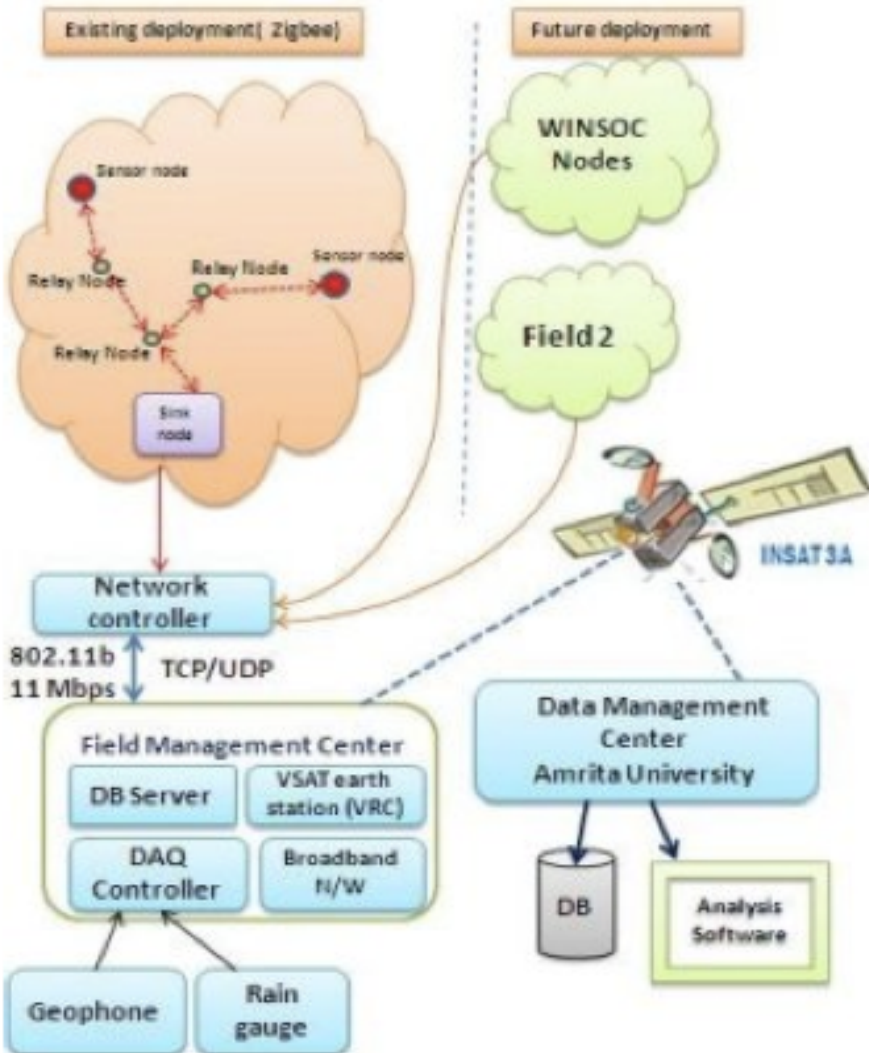 Existing deployment( Zigbee)
Future deployment
WINSOC
Nodes
Sensor node
Sensor node
Relay Node
Relay Node
Relay Node
Field 2
Sink
node
INSAT 3A
Network
controller
802.11b
11 Mbps
TCP/UDP
Field Management Center
DB Server
VSAT earth
station (VRC)
DAQ
Controller
Broadband
N/W
Geophone
Rain
gauge
Data Management
Center
Amrita University
DB
Analysis
Software